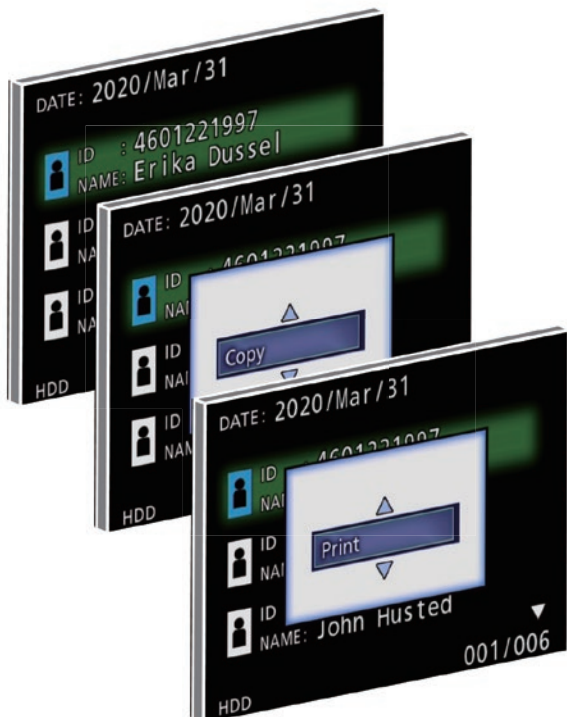 DATE: 2020/Mar/31
ID : 4601221997
NAME: Erika Dussel
ID
NA
ID
NA
HDD
DATE: 2020/Mar/31
ID : 4601221997
NAM
Copy
ID
NAM
ID
NAM
HDD
DATE: 2020/Mar/31
ID : 4601221997
NAM
Print
ID
NAM
ID
NAME: John Husted
001/006
HDD